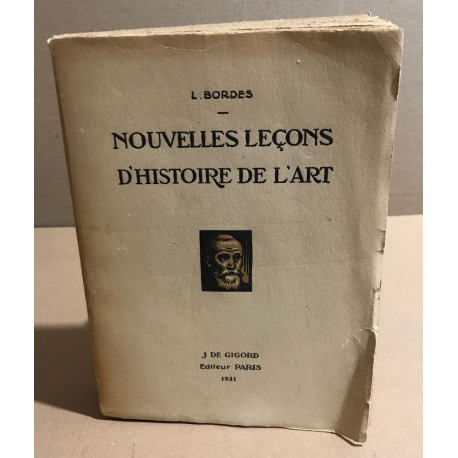 L. BORDES
NOUVELLES LEÇONS
D'HISTOIRE DE L'ART
J DE GIGORD
Editeur PARIS
1931